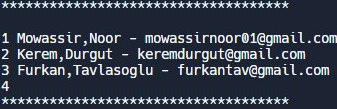 ************************************
1 Mowassir,Noor - mowassirnoor01@gmail.com
2 Kerem,Durgut - keremdurgut@gmail.com
3 Furkan,Tavlasoglu - furkantav@gmail.com
4
************************************